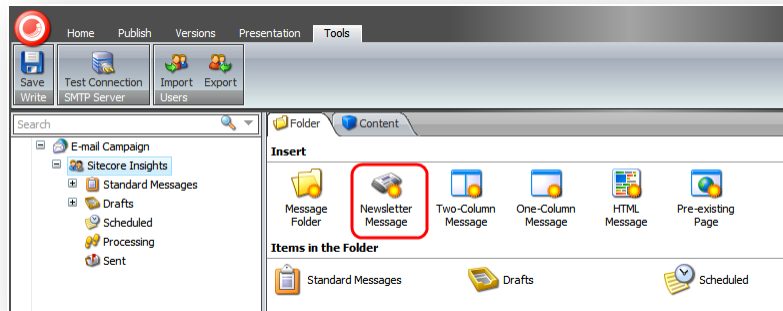 Home Publish Versions Presentation Tools
Save Test Connection Import Export
Write SMTP Server Users
Search
Folder Content
E-mail Campaign
Sitecore Insights
Standard Messages
Drafts
Scheduled
Processing
Sent
Insert
Message Newsletter Two-Column One-Column HTML Pre-existing
Folder Message Message Message Message Page
Items in the Folder
Standard Messages Drafts Scheduled